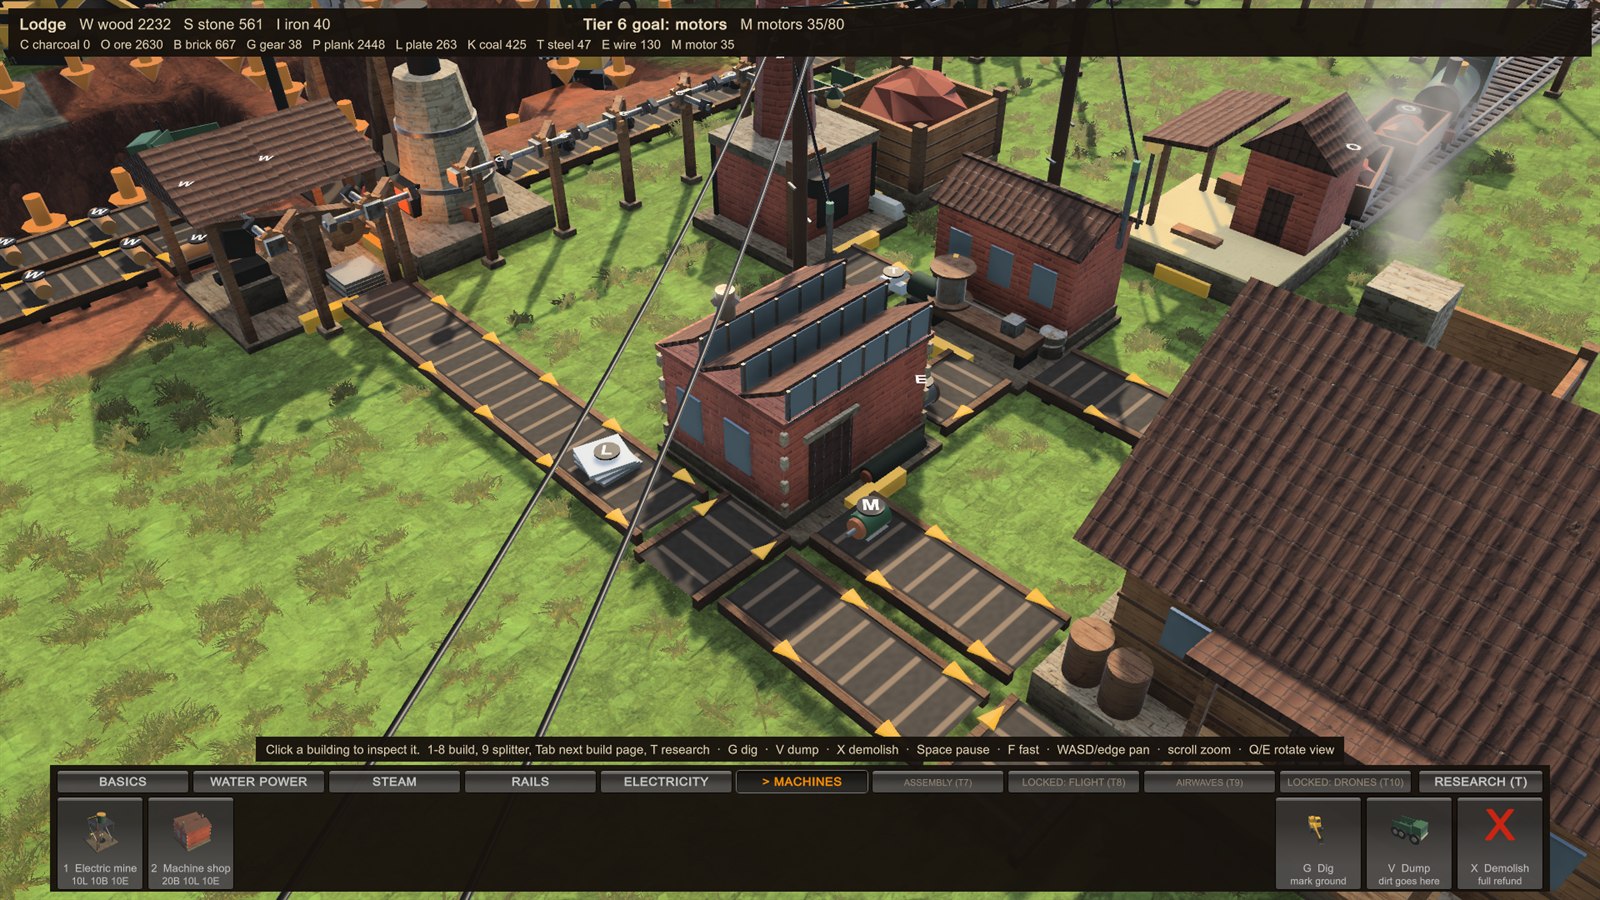 Lodge W wood 2232 S stone 561 I iron 40
Tier 6 goal: motors M motors 35/80
C charcoal 0 O ore 2630 B brick 667 G gear 38 P plank 2448 L plate 263 K coal 425 T steel 47 E wire 130 M motor 35
W
W
W
W
W
W
O
O
G
T
E
L
M
Click a building to inspect it. 1-8 build, 9 splitter, Tab next build page, T research · G dig · V dump · X demolish · Space pause · F fast · WASD/edge pan · scroll zoom · Q/E rotate view
BASICS
WATER POWER
STEAM
RAILS
ELECTRICITY
> MACHINES
ASSEMBLY (T7)
LOCKED: FLIGHT (T8)
AIRWAVES (T9)
LOCKED: DRONES (T10)
RESEARCH (T)
1 Electric mine
10L 10B 10E
2 Machine shop
20B 10L 10E
G Dig
mark ground
V Dump
dirt goes here
X Demolish
full refund